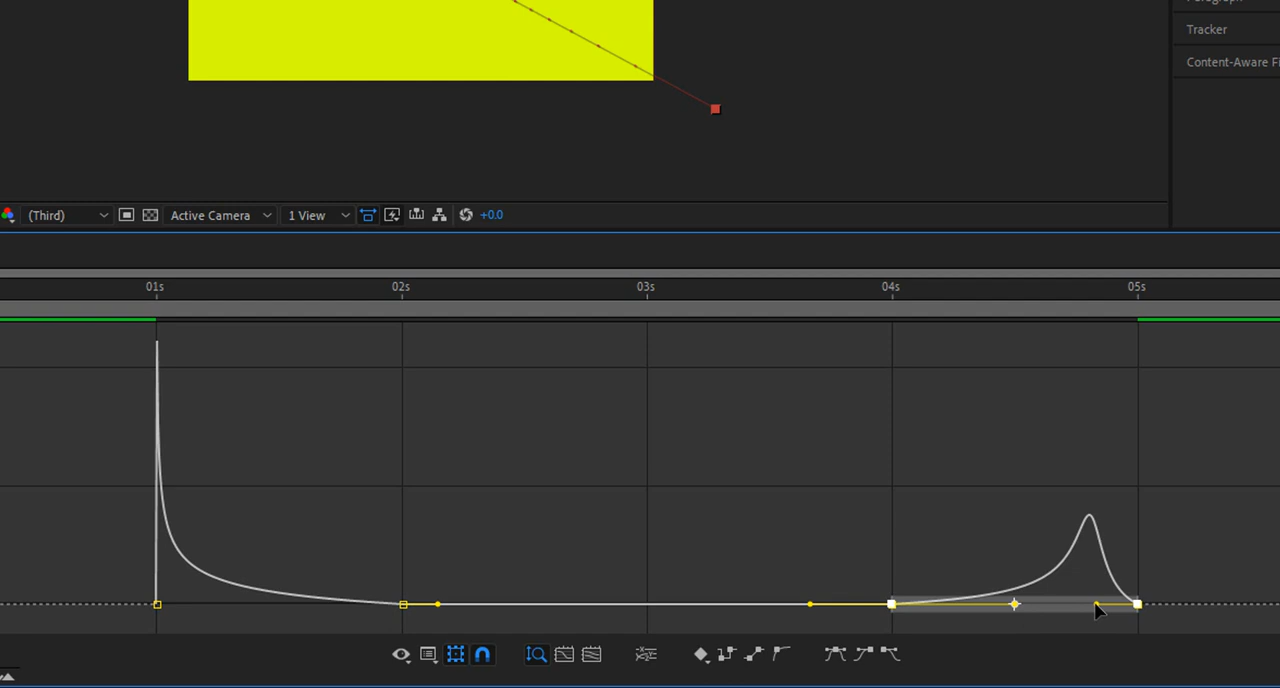 Tracker
Content-Aware Fi
(Third)
Active Camera
1 View
+0.0
01s
02s
03s
04s
05s